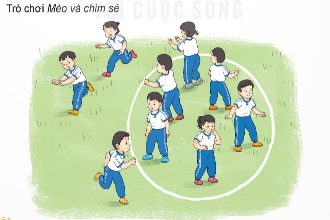 Trò chơi Mèo và chim sẻ
CUỘC SỐNG